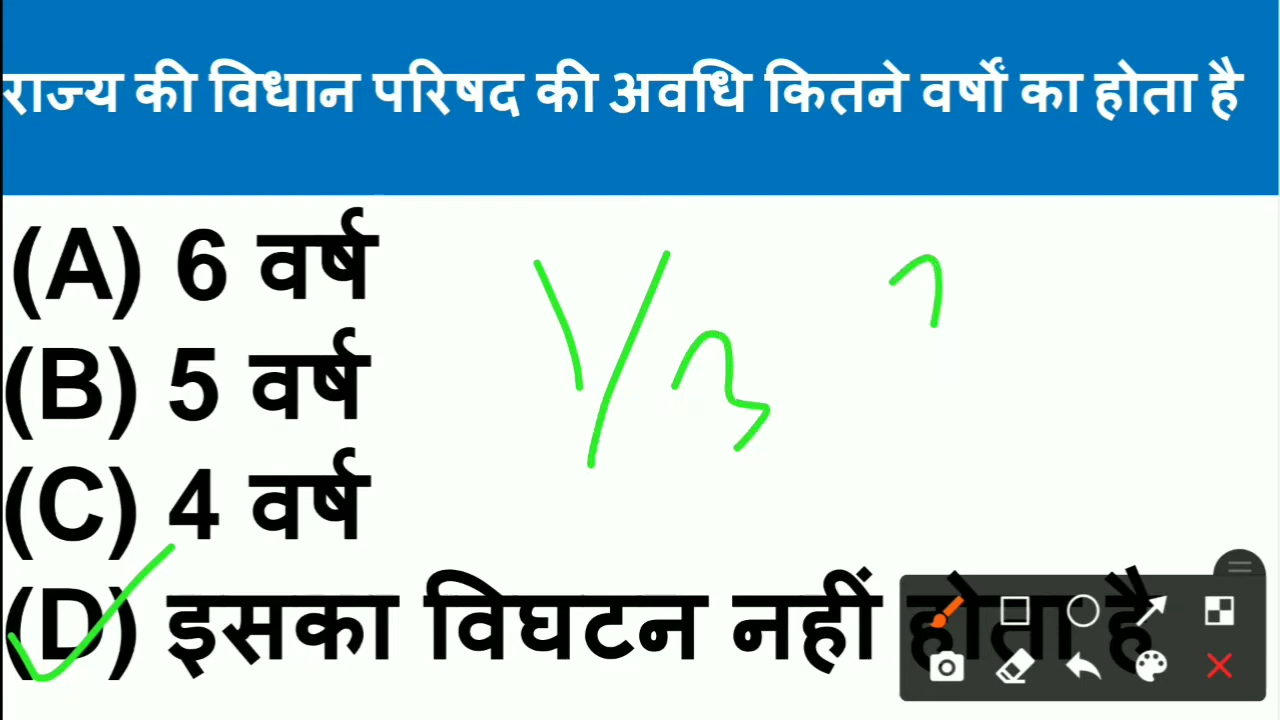 राज्य की विधान परिषद की अवधि कितने वर्षों का होता है
(A) 6 वर्ष
1/3
(B) 5 वर्ष
(C) 4 वर्ष
(D) इसका विघटन नहीं होता है